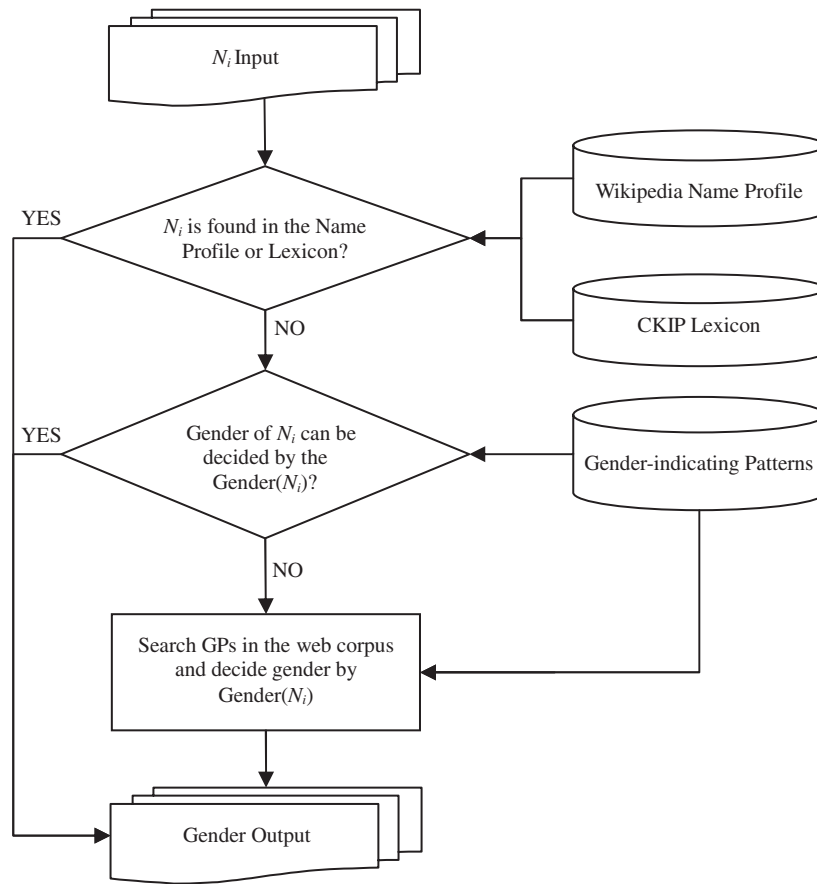 Ni Input
Wikipedia Name Profile
YES
Ni is found in the Name
Profile or Lexicon?
CKIP Lexicon
NO
YES
Gender of Ni can be
decided by the
Gender(Ni)?
Gender-indicating Patterns
NO
Search GPs in the web corpus
and decide gender by
Gender(Ni)
Gender Output